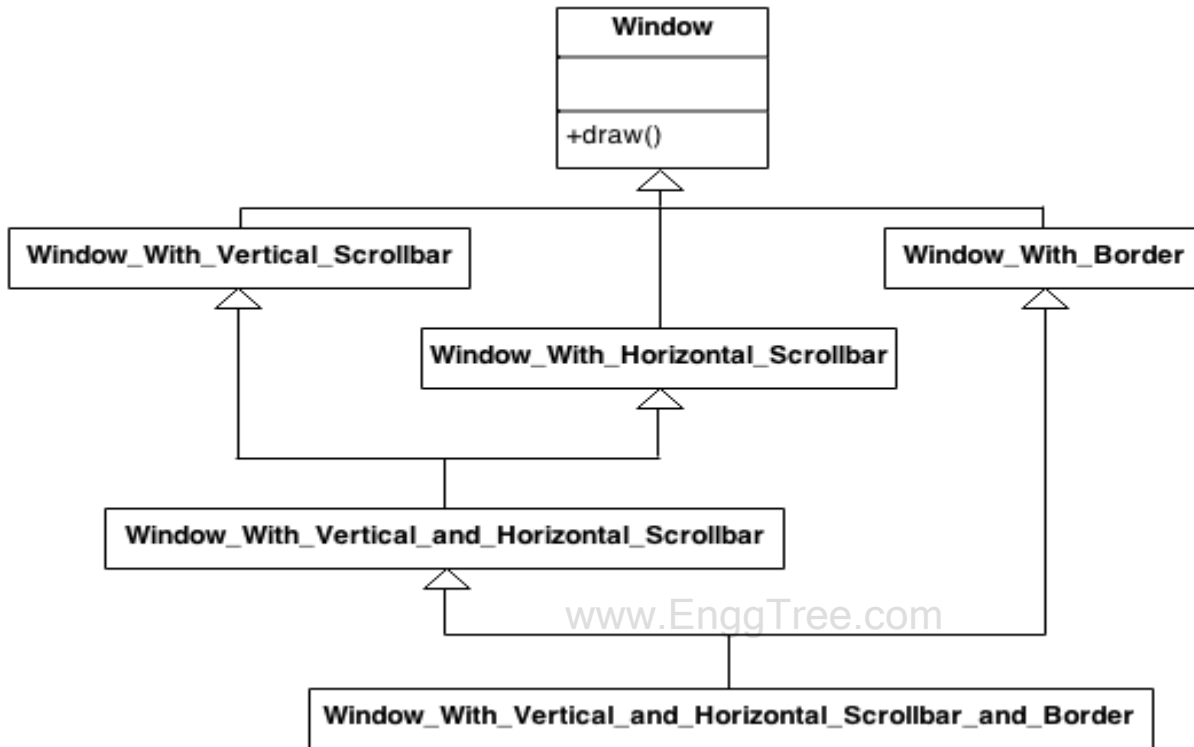 Window
+draw()
Window_With_Vertical_Scrollbar
Window_With_Border
Window_With_Horizontal_Scrollbar
Window_With_Vertical_and_Horizontal_Scrollbar
www.EnggTree.com
Window_With_Vertical_and_Horizontal_Scrollbar_and_Border